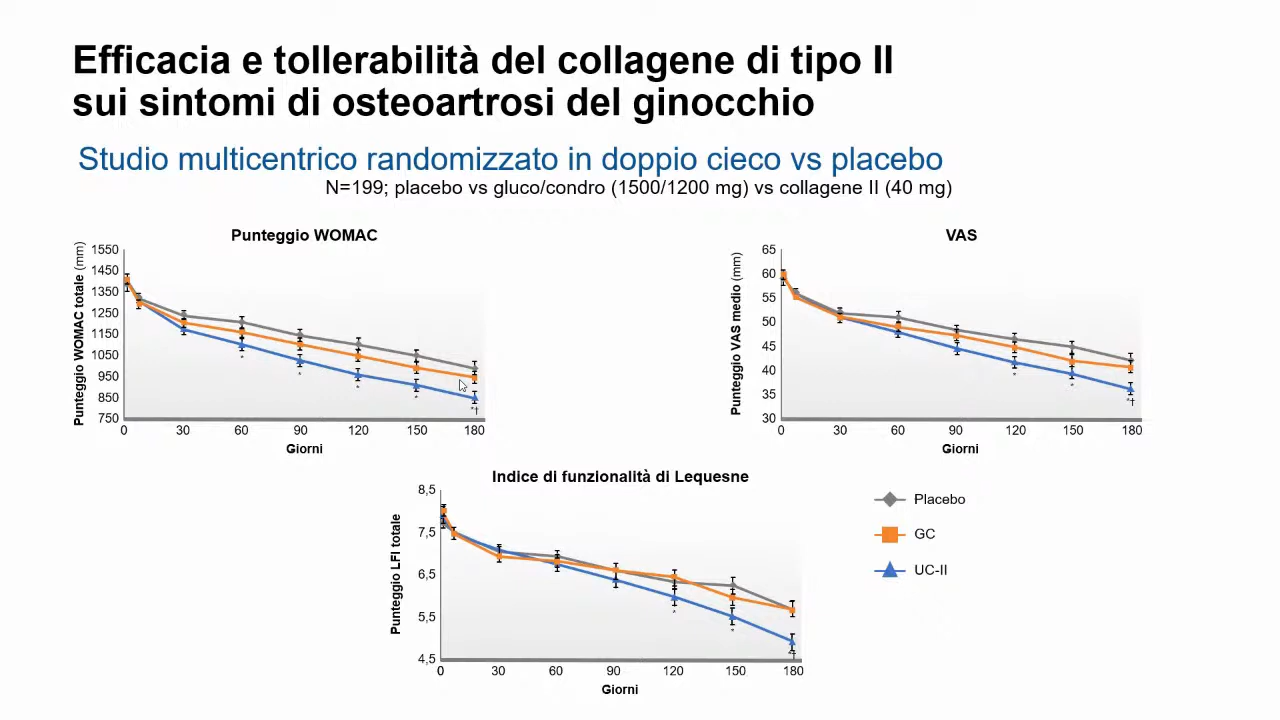 Efficacia e tollerabilità del collagene di tipo II
sui sintomi di osteoartrosi del ginocchio
Studio multicentrico randomizzato in doppio cieco vs placebo
N=199; placebo vs gluco/condro (1500/1200 mg) vs collagene II (40 mg)
Punteggio WOMAC
Punteggio WOMAC totale (mm)
1550
1450
1350
1250
1150
1050
950
850
750
* * * * *†
0 30 60 90 120 150 180
Giorni
VAS
Punteggio VAS medio (mm)
65
60
55
50
45
40
35
30
* * * *†
0 30 60 90 120 150 180
Giorni
Indice di funzionalità di Lequesne
Punteggio LFI totale
8,5
7,5
6,5
5,5
4,5
* * *†
0 30 60 90 120 150 180
Giorni
Placebo
GC
UC-II